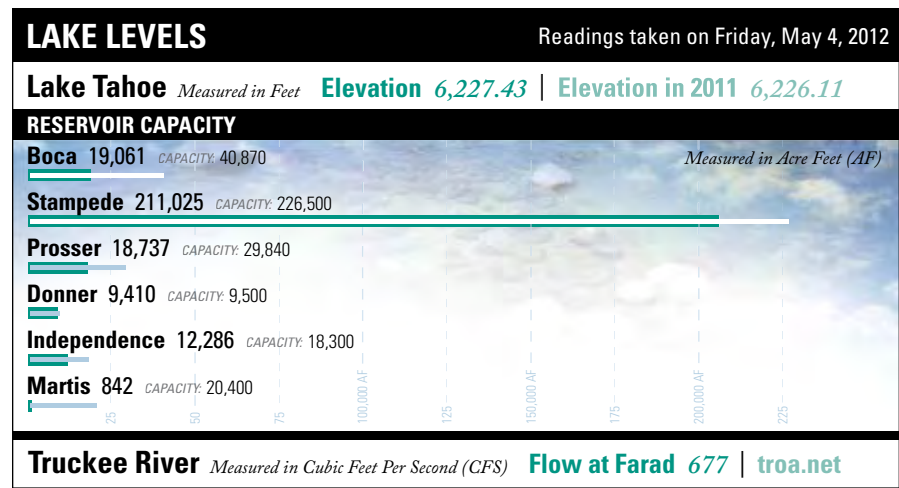 LAKE LEVELS Readings taken on Friday, May 4, 2012
Lake Tahoe Measured in Feet Elevation 6,227.43 | Elevation in 2011 6,226.11
RESERVOIR CAPACITY
Boca 19,061 CAPACITY: 40,870 Measured in Acre Feet (AF)
Stampede 211,025 CAPACITY: 226,500
Prosser 18,737 CAPACITY: 29,840
Donner 9,410 CAPACITY: 9,500
Independence 12,286 CAPACITY: 18,300
Martis 842 CAPACITY: 20,400
25 50 75 100,000 AF 125 150,000 AF 175 200,000 AF 225
Truckee River Measured in Cubic Feet Per Second (CFS) Flow at Farad 677 | troa.net